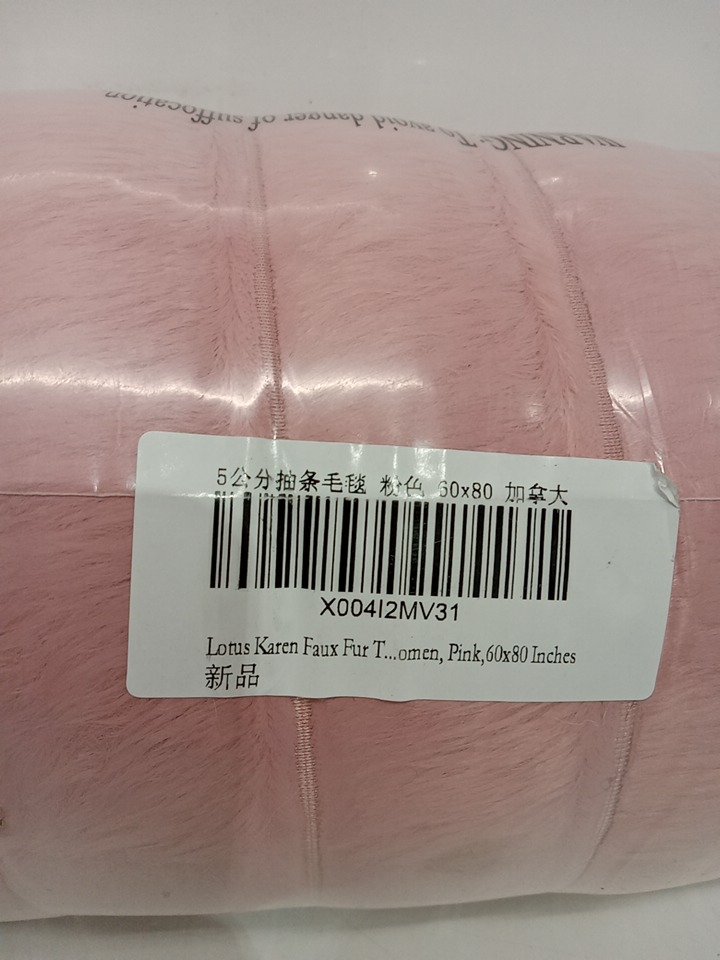 WARNING: To avoid danger of suffocation
5公分抽条毛毯 粉色 60x80 加拿大
X004I2MV31
Lotus Karen Faux Fur T...omen, Pink,60x80 Inches
新品